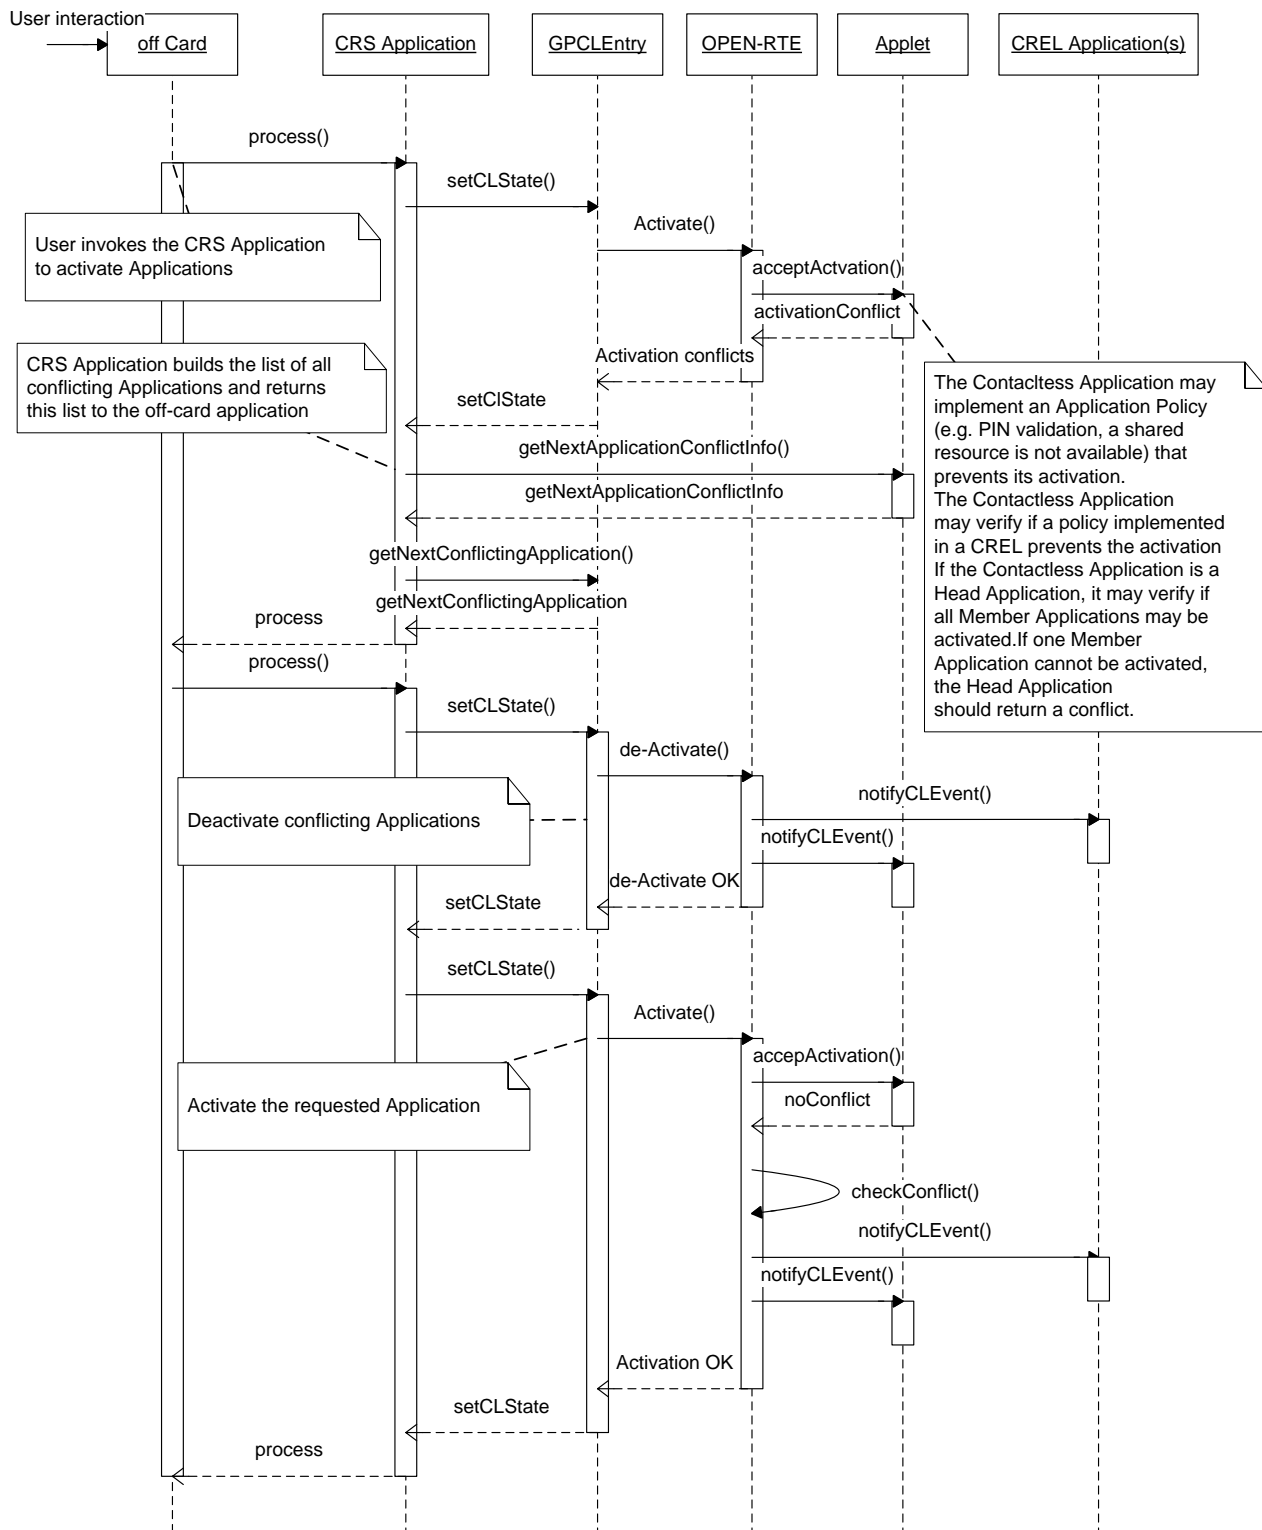 User interaction
off Card
CRS Application
GPCLEntry
OPEN-RTE
Applet
CREL Application(s)
process()
setCLState()
User invokes the CRS Application
to activate Applications
Activate()
acceptActvation()
activationConflict
Activation conflicts
CRS Application builds the list of all
conflicting Applications and returns
this list to the off-card application
setClState
The Contacltess Application may
implement an Application Policy
(e.g. PIN validation, a shared
resource is not available) that
prevents its activation.
The Contactless Application
may verify if a policy implemented
in a CREL prevents the activation
If the Contactless Application is a
Head Application, it may verify if
all Member Applications may be
activated.If one Member
Application cannot be activated,
the Head Application
should return a conflict.
getNextApplicationConflictInfo()
getNextApplicationConflictInfo
getNextConflictingApplication()
getNextConflictingApplication
process
process()
setCLState()
de-Activate()
Deactivate conflicting Applications
notifyCLEvent()
notifyCLEvent()
de-Activate OK
setCLState
setCLState()
Activate()
accepActivation()
Activate the requested Application
noConflict
checkConflict()
notifyCLEvent()
notifyCLEvent()
Activation OK
setCLState
process